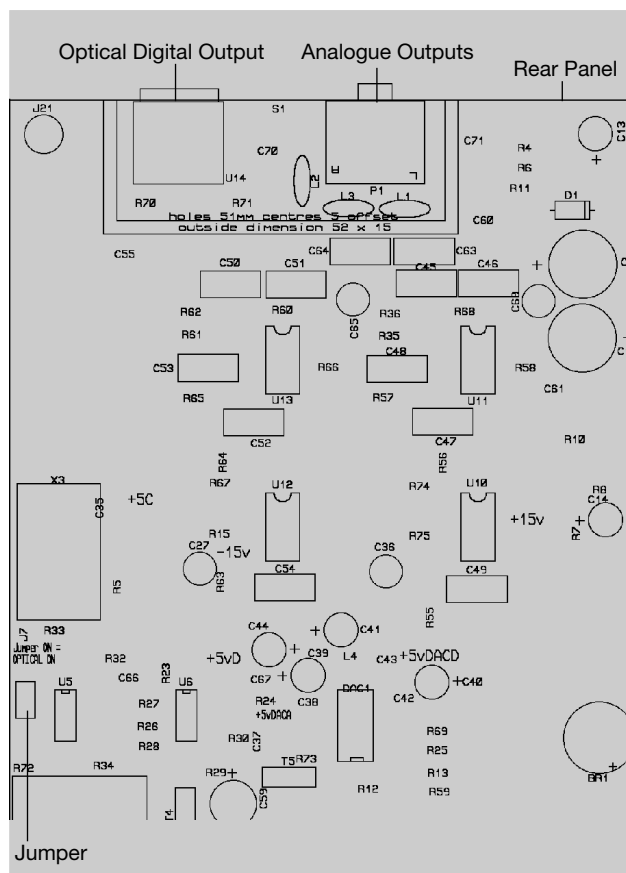 Optical Digital Output
Analogue Outputs
Rear Panel
J21
S1
C13
C70
C71
R4
R6
U14
L2
P1
R11
D1
R70
R71
L3
L1
holes 51MM centres 5 offset
outside dimension 52 x 15
C60
C55
C64
C63
C50
C51
C45
C46
R62
R60
C65
R36
R68
C69
R61
R35
C48
C53
R66
R58
R65
U13
R57
U11
C61
C52
C47
R10
R64
R56
X3
R67
U12
R74
U10
R8
C35
+5C
C14
+15v
R7
R15
-15v
C27
C36
R75
R5
R63
C54
C49
R55
J7
R33
Jumper ON =
OPTICAL ON
C44
C41
R32
+5vD
C39
L4
C43
+5vDACD
C66
R23
C67
DAC1
C40
U5
U6
R27
R24
C38
C42
+5vDACA
R26
R28
R30
C37
R69
R25
R72
R34
R29
T5
R73
R13
C59
R12
R59
BR1
Jumper